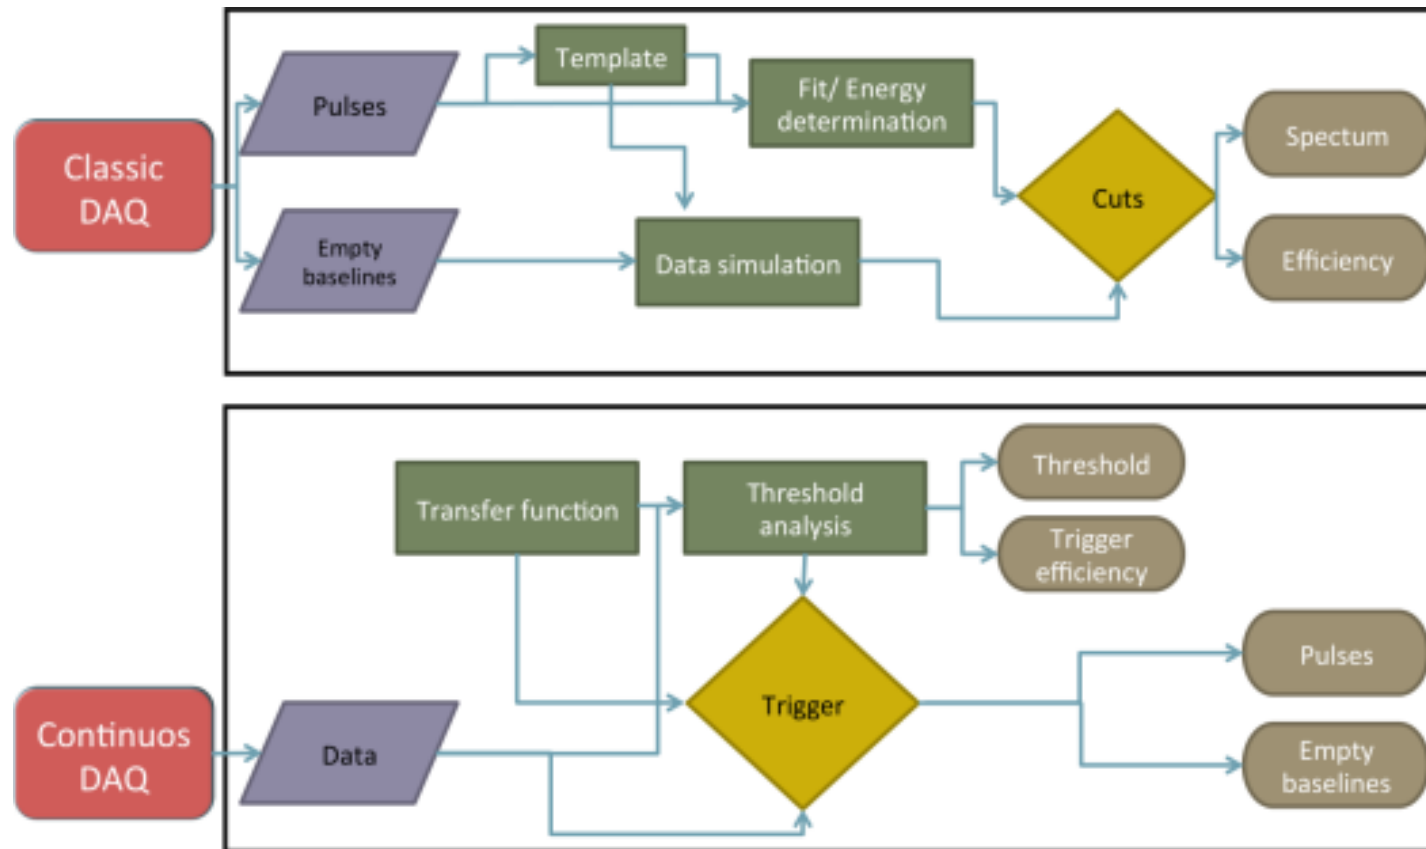 Classic
DAQ
Pulses
Empty
baselines
Template
Fit/ Energy
determination
Data simulation
Cuts
Spectum
Efficiency
Continuos
DAQ
Data
Transfer function
Threshold
analysis
Trigger
Threshold
Trigger
efficiency
Pulses
Empty
baselines